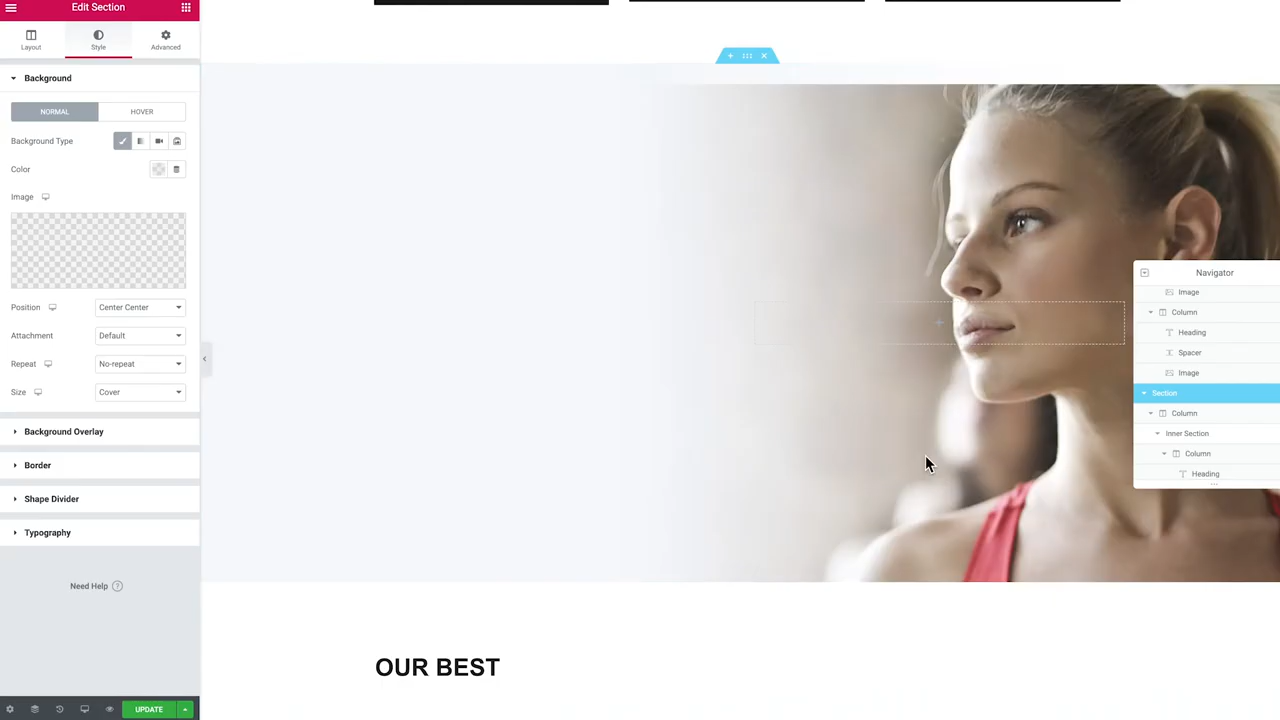 Edit Section
Layout Style Advanced
Background
NORMAL HOVER
Background Type
Color
Image
Position Center Center
Attachment Default
Repeat No-repeat
Size Cover
Background Overlay
Border
Shape Divider
Typography
Need Help ?
UPDATE
OUR BEST
Navigator
Image
Column
Heading
Spacer
Image
Section
Column
Inner Section
Column
Heading